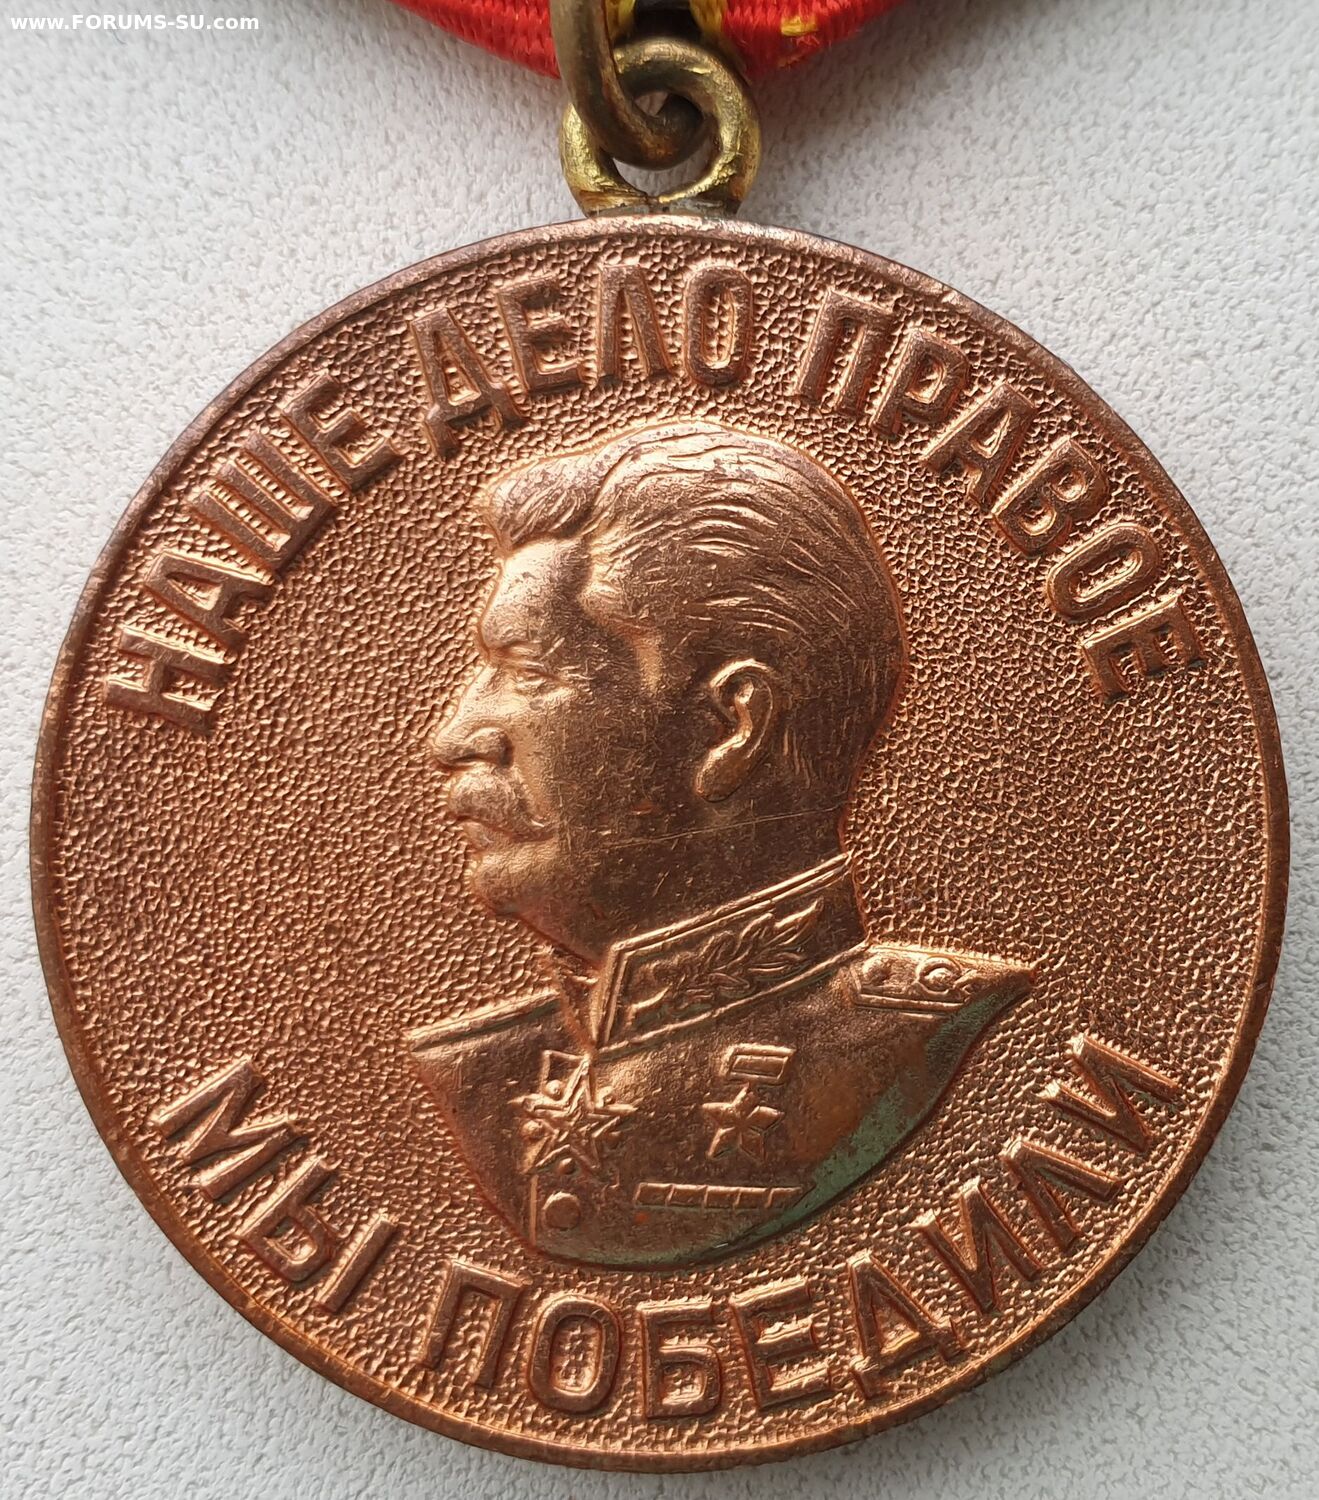 www.FORUMS-SU.com
НАШЕ ДЕЛО ПРАВОЕ
МЫ ПОБЕДИЛИ